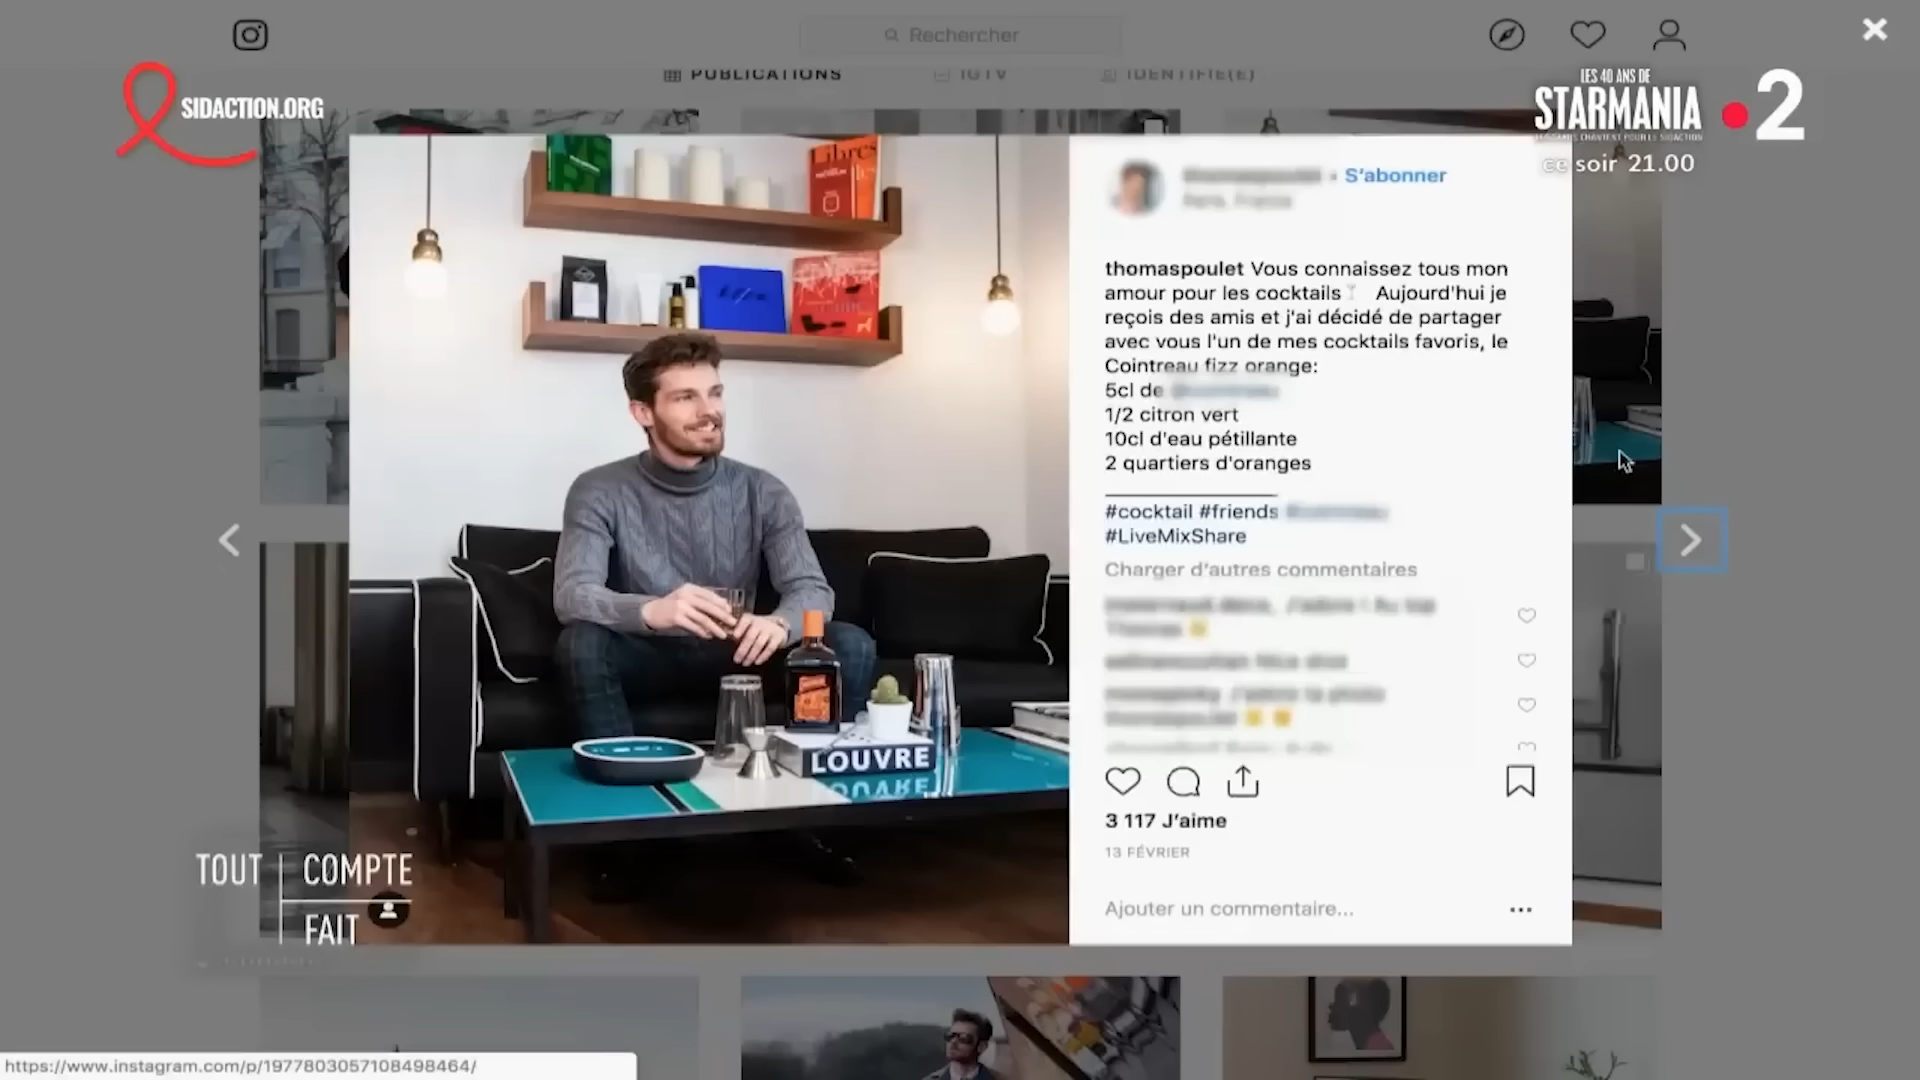 Rechercher
PUBLICATIONS
IGTV
IDENTIFIÉ(E)
SIDACTION.ORG
LES 40 ANS DE
STARMANIA
2
ce soir 21.00
Libres
S'abonner
Paris, France
thomaspoulet Vous connaissez tous mon
amour pour les cocktails 🍸 Aujourd'hui je
reçois des amis et j'ai décidé de partager
avec vous l'un de mes cocktails favoris, le
Cointreau fizz orange:
5cl de
1/2 citron vert
10cl d'eau pétillante
2 quartiers d'oranges
#cocktail #friends
#LiveMixShare
Charger d'autres commentaires
LOUVRE
3 117 J'aime
13 FÉVRIER
Ajouter un commentaire...
TOUT COMPTE
FAIT
https://www.instagram.com/p/1977803057108498464/